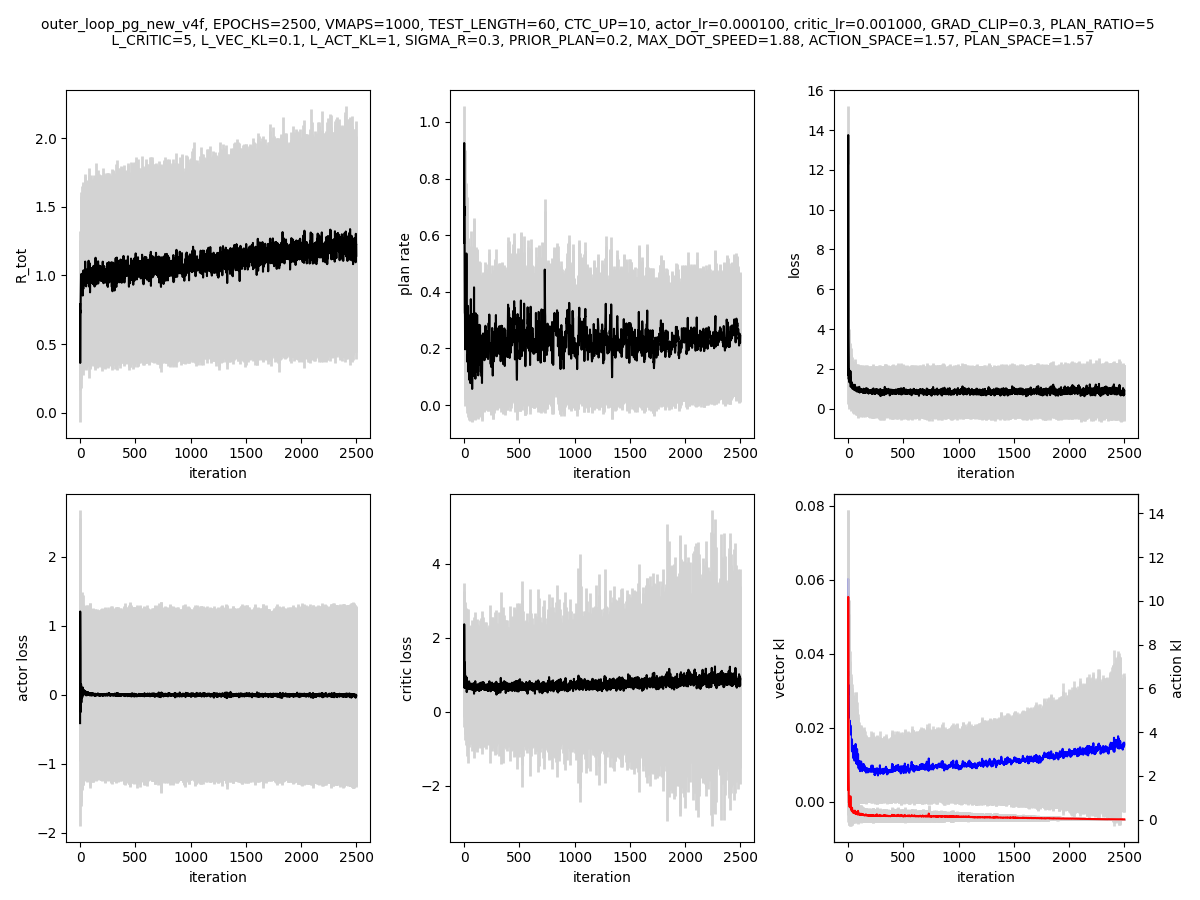 outer_loop_pg_new_v4f, EPOCHS=2500, VMAPS=1000, TEST_LENGTH=60, CTC_UP=10, actor_lr=0.000100, critic_lr=0.001000, GRAD_CLIP=0.3, PLAN_RATIO=5
L_CRITIC=5, L_VEC_KL=0.1, L_ACT_KL=1, SIGMA_R=0.3, PRIOR_PLAN=0.2, MAX_DOT_SPEED=1.88, ACTION_SPACE=1.57, PLAN_SPACE=1.57
R_tot
2.0
1.5
1.0
0.5
0.0
0 500 1000 1500 2000 2500
iteration
plan rate
1.0
0.8
0.6
0.4
0.2
0.0
0 500 1000 1500 2000 2500
iteration
loss
16
14
12
10
8
6
4
2
0
0 500 1000 1500 2000 2500
iteration
actor loss
2
1
0
−1
−2
0 500 1000 1500 2000 2500
iteration
critic loss
4
2
0
−2
0 500 1000 1500 2000 2500
iteration
vector kl
0.08
0.06
0.04
0.02
0.00
0 500 1000 1500 2000 2500
iteration
14
12
10
8
6
4
2
0
action kl